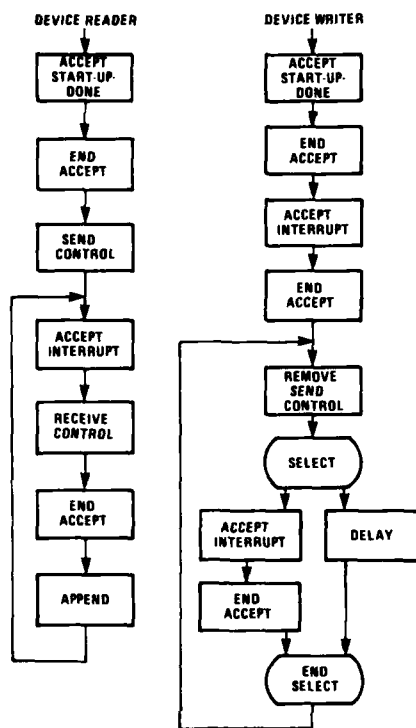 DEVICE READER
ACCEPT
START-UP-
DONE
END
ACCEPT
SEND
CONTROL
ACCEPT
INTERRUPT
RECEIVE
CONTROL
END
ACCEPT
APPEND
DEVICE WRITER
ACCEPT
START-UP-
DONE
END
ACCEPT
ACCEPT
INTERRUPT
END
ACCEPT
REMOVE
SEND
CONTROL
SELECT
ACCEPT
INTERRUPT
DELAY
END
ACCEPT
END
SELECT